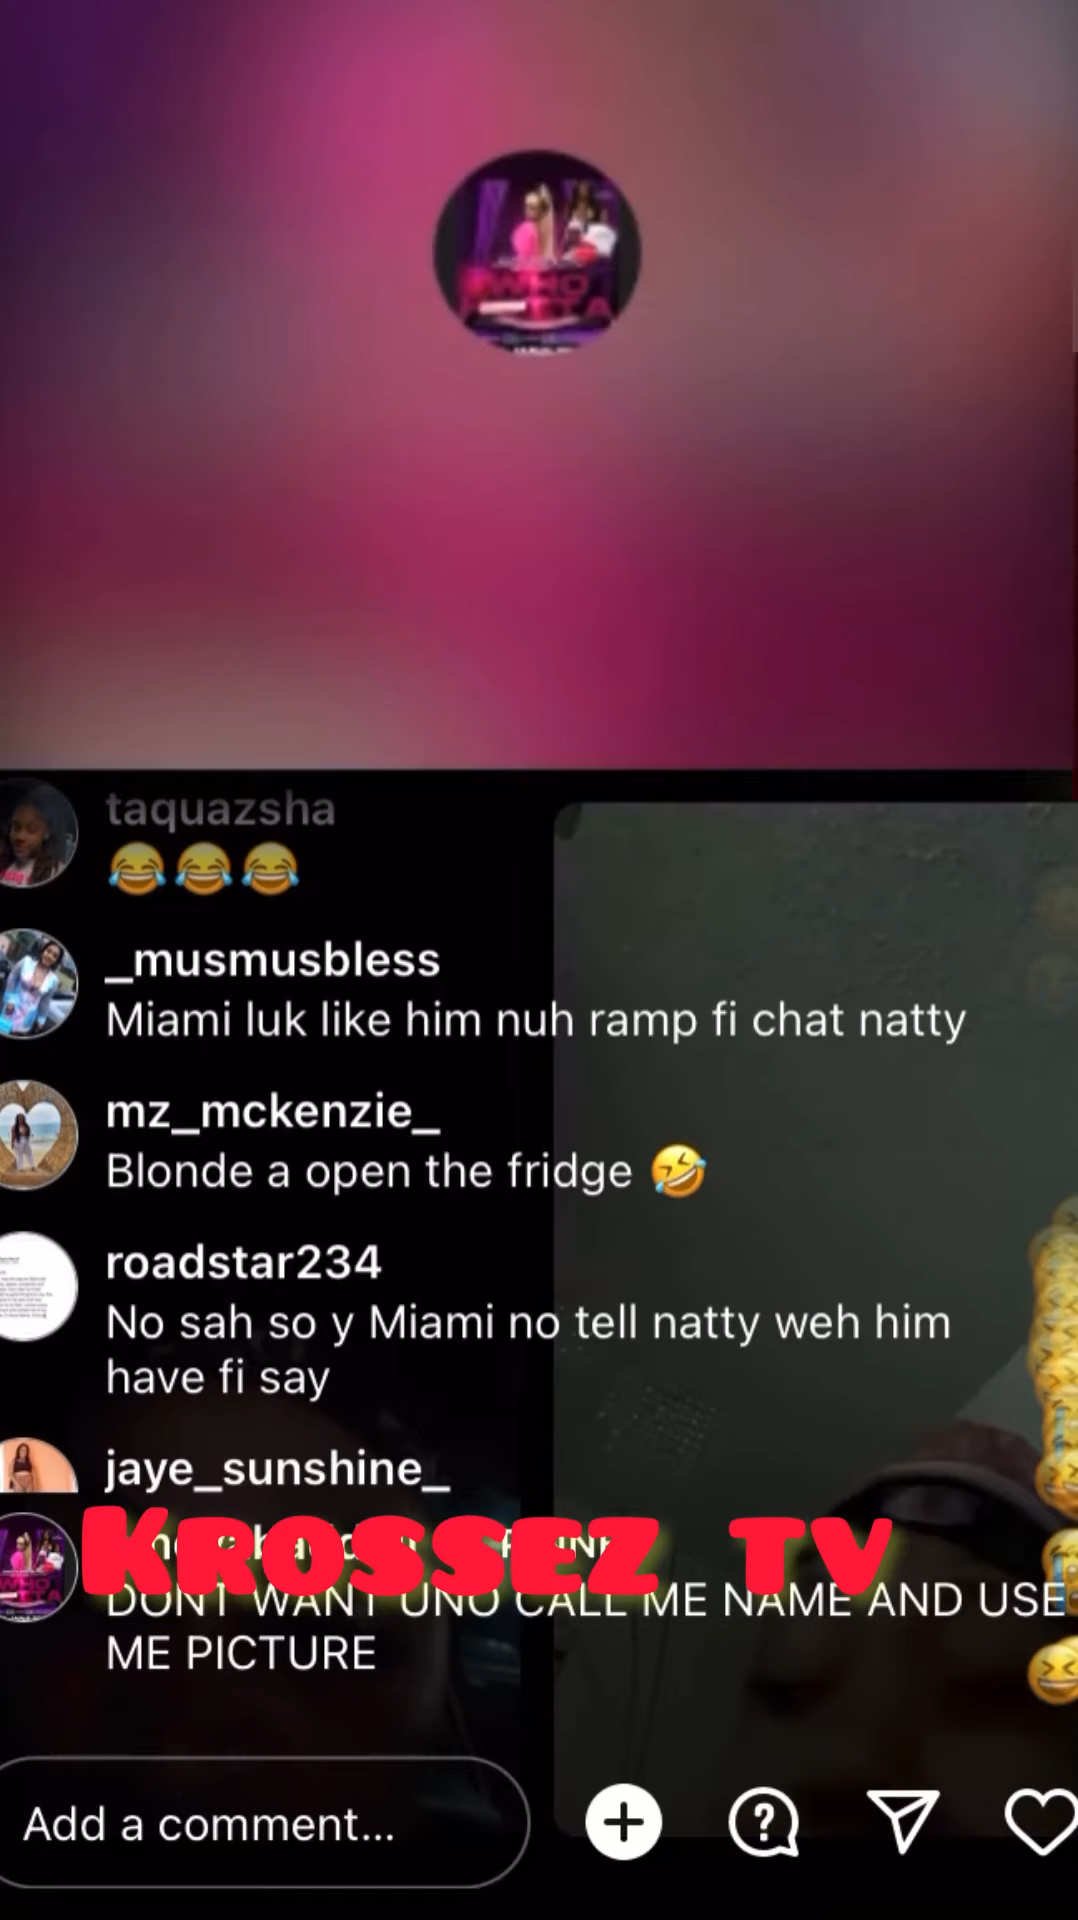 WHO
taquazsha
😂😂😂
_musmusbless
Miami luk like him nuh ramp fi chat natty
mz_mckenzie_
Blonde a open the fridge 🤣
roadstar234
No sah so y Miami no tell natty weh him
have fi say
jaye_sunshine_
KROSSEZ TV
DONT WANT UNO CALL ME NAME AND USE
ME PICTURE
Add a comment...